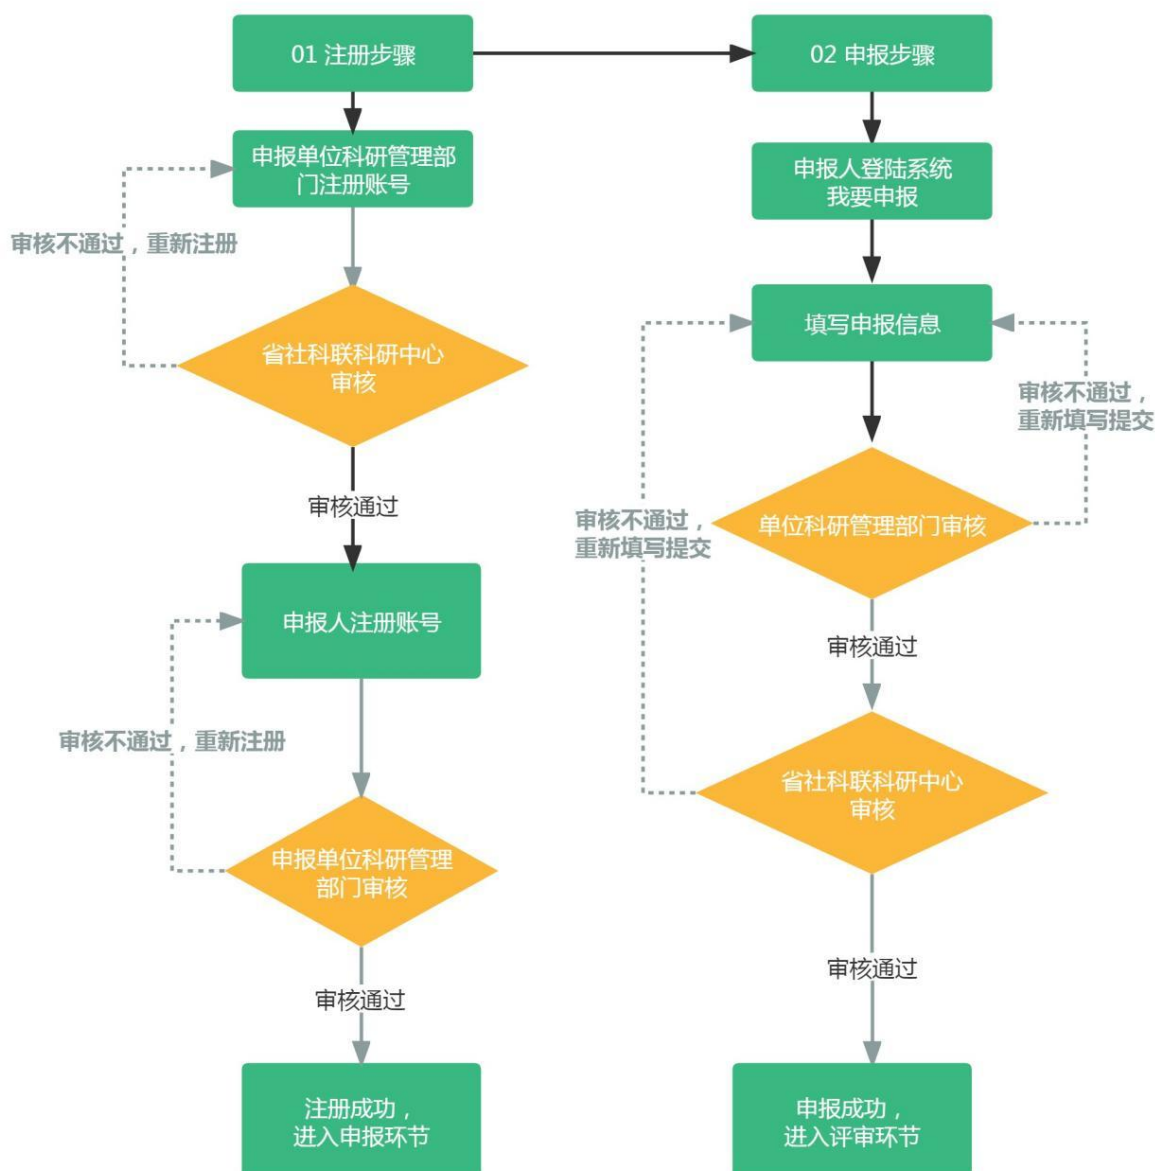 01 注册步骤
申报单位科研管理部
门注册账号
审核不通过，重新注册
省社科联科研中心
审核
审核通过
申报人注册账号
审核不通过，重新注册
申报单位科研管理
部门审核
审核通过
注册成功，
进入申报环节
02 申报步骤
申报人登陆系统
我要申报
填写申报信息
审核不通过，
重新填写提交
单位科研管理部门审核
审核不通过，
重新填写提交
审核通过
省社科联科研中心
审核
审核通过
申报成功，
进入评审环节